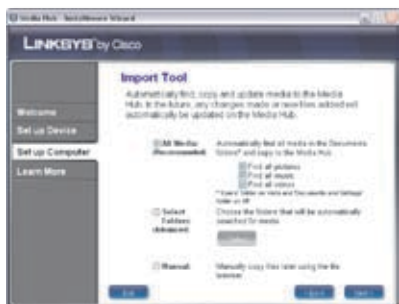 Media Hub - InstallShield Wizard
LINKSYS by Cisco
Import Tool
Automatically find, copy and update media to the Media
Hub. In the future, any changes made or new files added will
automatically be updated on the Media Hub.
Welcome
Set up Device
Set up Computer
Learn More
All Media
(Recommended)
Automatically find all media in the Documents
folders* and copy to the Media Hub.
Find all pictures
Find all music
Find all videos
Select
Folders
(Advanced)
Choose the folders that will be automatically
searched for media.
Manual
Manually copy files later using the file
browser.
Exit